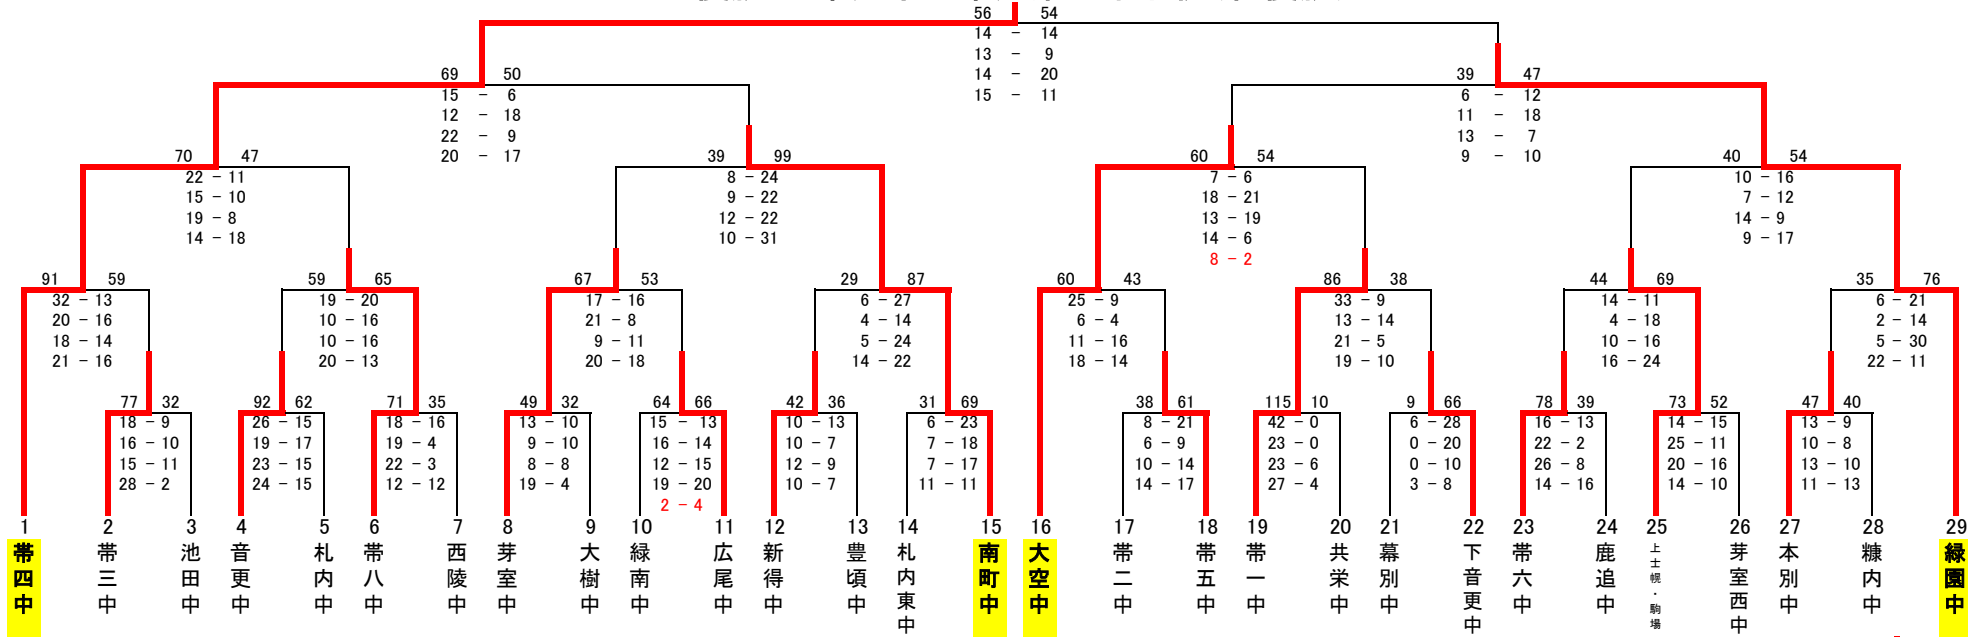 56 54
14 - 14
13 - 9
14 - 20
15 - 11
69 50
15 - 6
12 - 18
22 - 9
20 - 17
39 47
6 - 12
11 - 18
13 - 7
9 - 10
70 47
22 - 11
15 - 10
19 - 8
14 - 18
39 99
8 - 24
9 - 22
12 - 22
10 - 31
60 54
7 - 6
18 - 21
13 - 19
14 - 6
8 - 2
40 54
10 - 16
7 - 12
14 - 9
9 - 17
91 59
32 - 13
20 - 16
18 - 14
21 - 16
59 65
19 - 20
10 - 16
10 - 16
20 - 13
67 53
17 - 16
21 - 8
9 - 11
20 - 18
29 87
6 - 27
4 - 14
5 - 24
14 - 22
60 43
25 - 9
6 - 4
11 - 16
18 - 14
86 38
33 - 9
13 - 14
21 - 5
19 - 10
44 69
14 - 11
4 - 18
10 - 16
16 - 24
35 76
6 - 21
2 - 14
5 - 30
22 - 11
77 32
18 - 9
16 - 10
15 - 11
28 - 2
92 62
26 - 15
19 - 17
23 - 15
24 - 15
71 35
18 - 16
19 - 4
22 - 3
12 - 12
49 32
13 - 10
9 - 10
8 - 8
19 - 4
64 66
15 - 13
16 - 14
12 - 15
19 - 20
2 - 4
42 36
10 - 13
10 - 7
12 - 9
10 - 7
31 69
6 - 23
7 - 18
7 - 17
11 - 11
38 61
8 - 21
6 - 9
10 - 14
14 - 17
115 10
42 - 0
23 - 0
23 - 6
27 - 4
9 66
6 - 28
0 - 20
0 - 10
3 - 8
78 39
16 - 13
22 - 2
26 - 8
14 - 16
73 52
14 - 15
25 - 11
20 - 16
14 - 10
47 40
13 - 9
10 - 8
13 - 10
11 - 13
1 2 3 4 5 6 7 8 9 10 11 12 13 14 15 16 17 18 19 20 21 22 23 24 25 26 27 28 29
帯四中
帯三中
池田中
音更中
札内中
帯八中
西陵中
芽室中
大樹中
緑南中
広尾中
新得中
豊頃中
札内東中
南町中
大空中
帯二中
帯五中
帯一中
共栄中
幕別中
下音更中
帯六中
鹿追中
上士幌・駒場
芽室西中
本別中
糠内中
緑園中